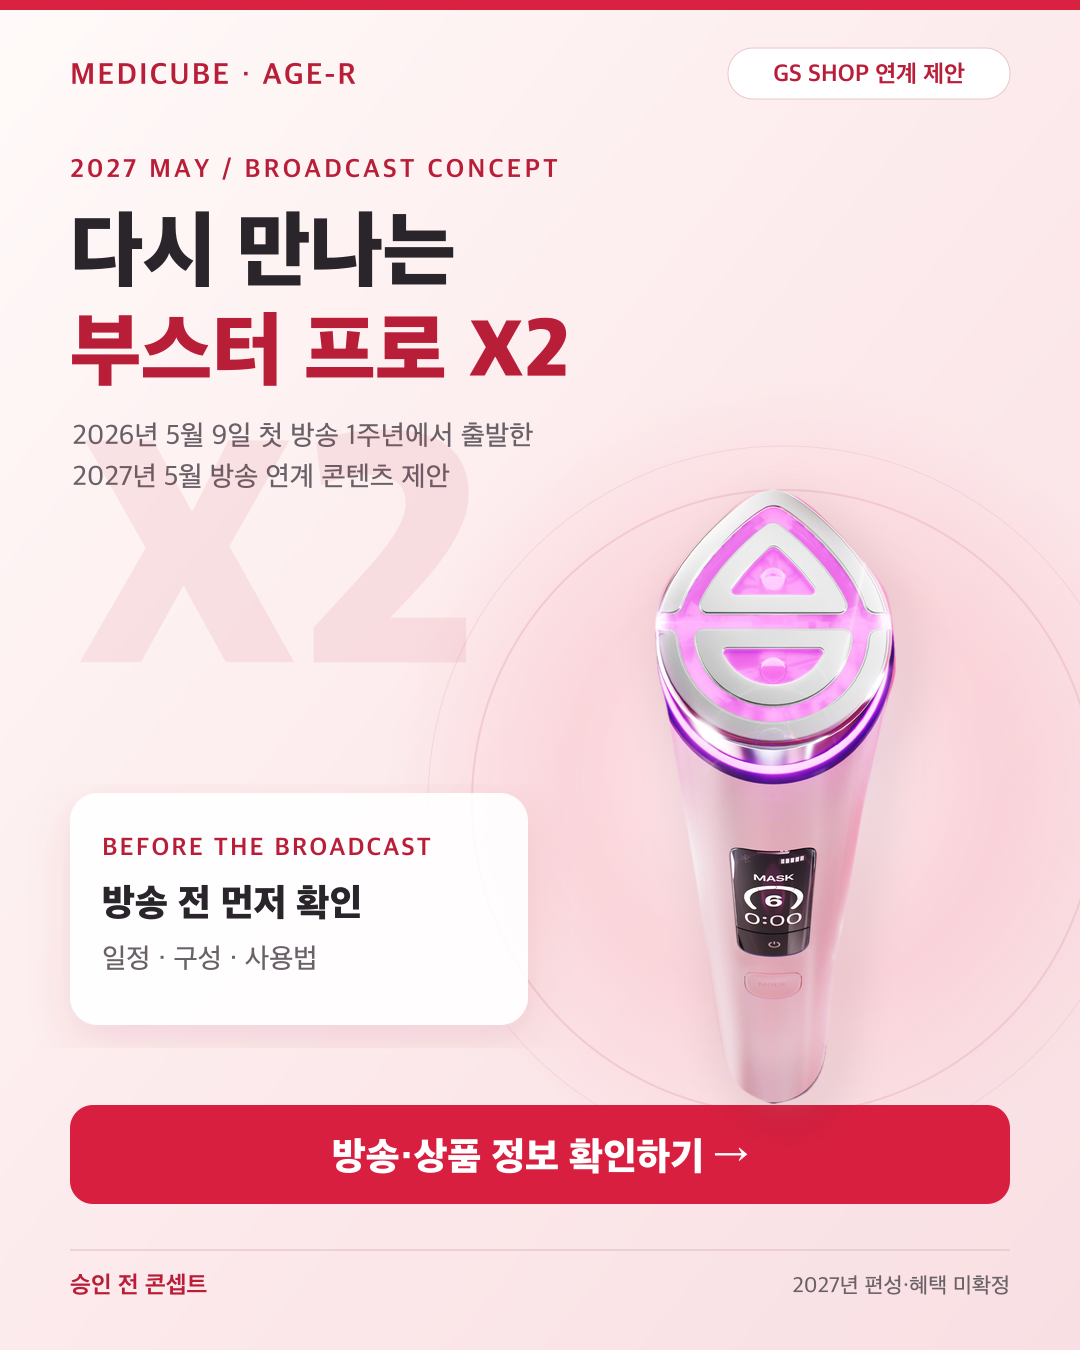 MEDICUBE · AGE-R
GS SHOP 연계 제안
2027 MAY / BROADCAST CONCEPT
다시 만나는
부스터 프로 X2
2026년 5월 9일 첫 방송 1주년에서 출발한
2027년 5월 방송 연계 콘텐츠 제안
X2
MASK
6
0:00
BEFORE THE BROADCAST
방송 전 먼저 확인
일정 · 구성 · 사용법
방송·상품 정보 확인하기 →
승인 전 콘셉트
2027년 편성·혜택 미확정